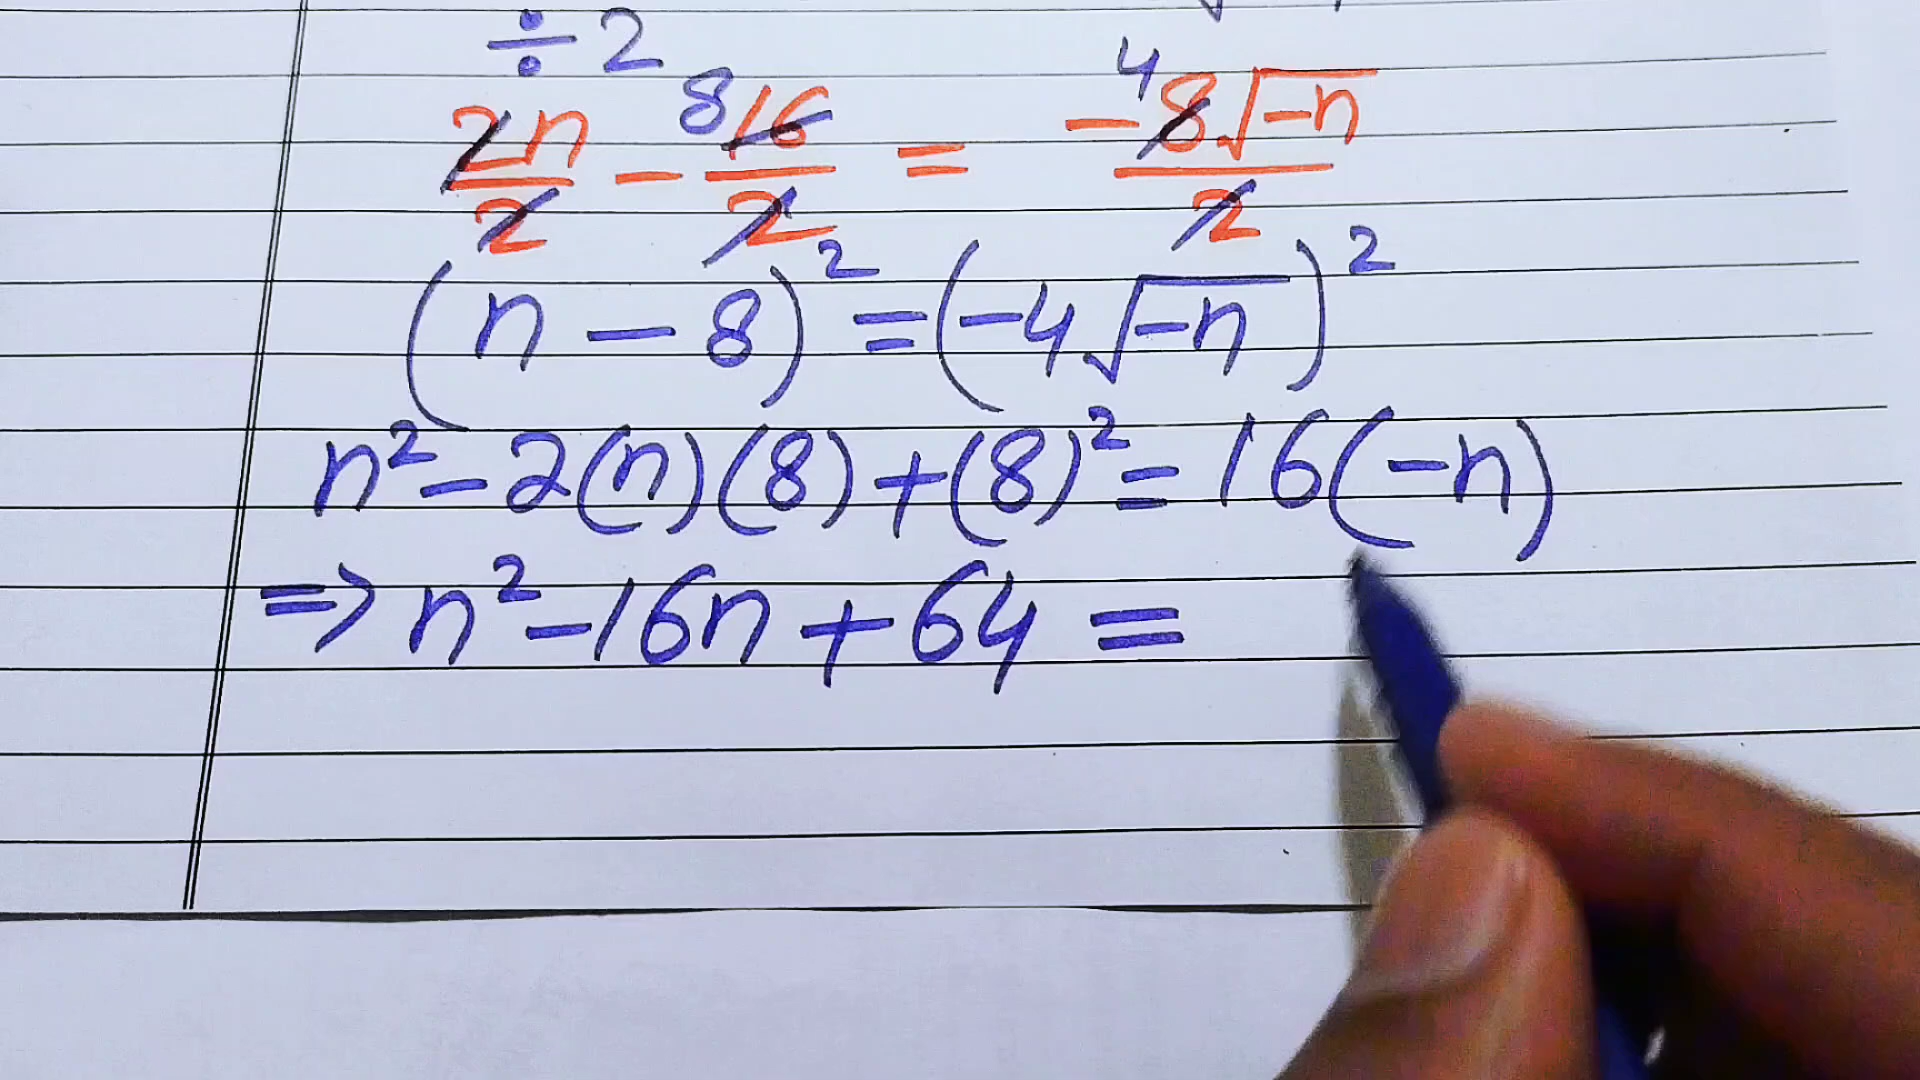 ÷ 2
2n/2 - 8 16/2 = - 4 8√-n/2
(n - 8)² = (-4√-n)²
n² - 2(n)(8) + (8)² = 16(-n)
⇒ n² - 16n + 64 =